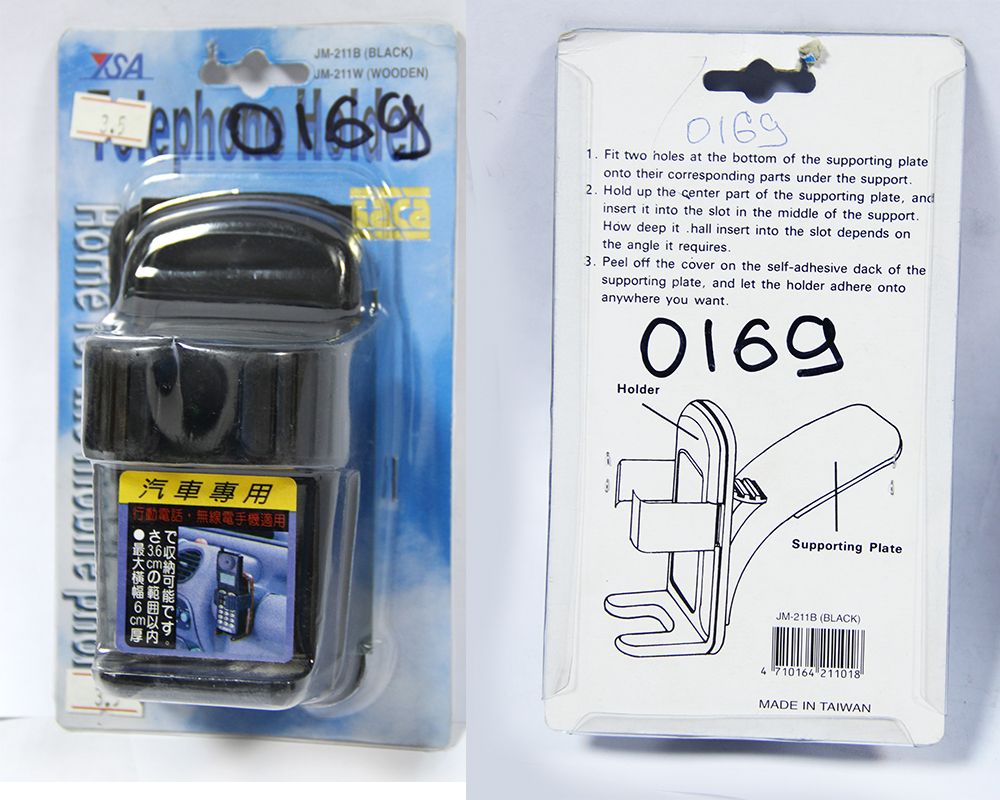 YSA
JM-211B (BLACK)
JM-211W (WOODEN)
3.5
Telephone Holder
0169
Home for the mobile phon
汽車專用
行動電話・無線電手機適用
●最大橫幅6cm厚
さ3.6cmの範囲以内
で収納可能です。
3.5
0169
1. Fit two holes at the bottom of the supporting plate
onto their corresponding parts under the support.
2. Hold up the center part of the supporting plate, and
insert it into the slot in the middle of the support.
How deep it .hall insert into the slot depends on
the angle it requires.
3. Peel off the cover on the self-adhesive dack of the
supporting plate, and let the holder adhere onto
anywhere you want.
0169
Holder
Supporting Plate
JM-211B (BLACK)
4 710164 211018
MADE IN TAIWAN